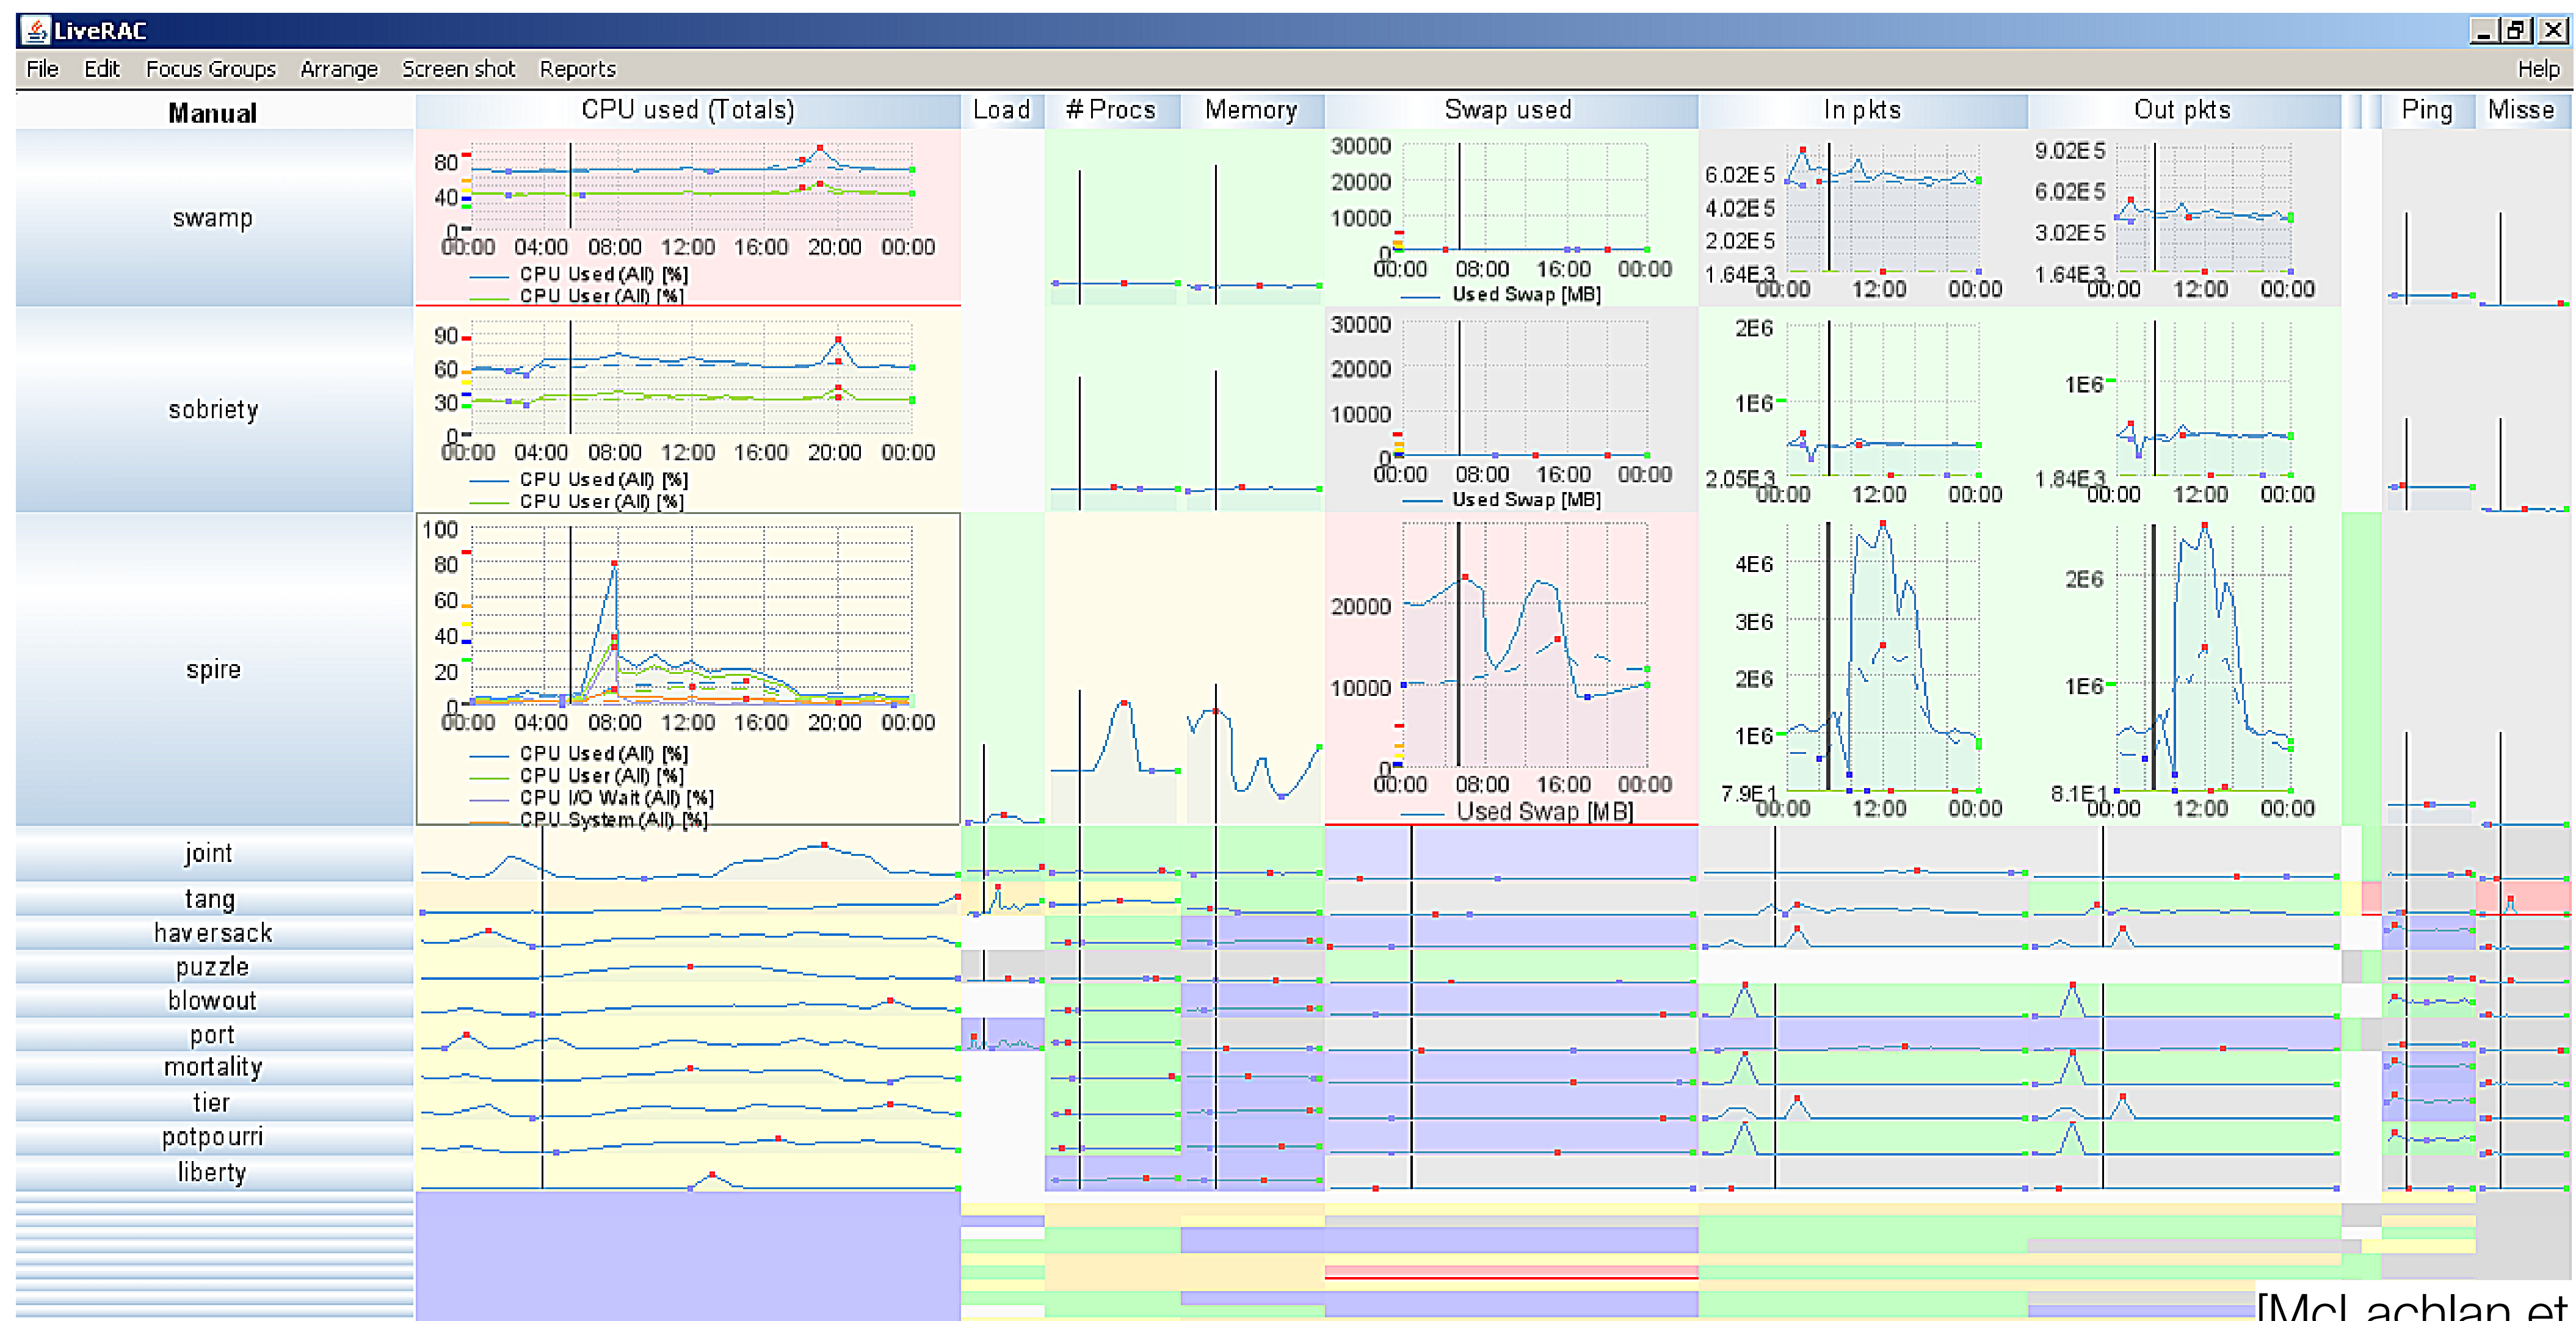 LiveRAC
File Edit Focus Groups Arrange Screen shot Reports Help
Manual CPU used (Totals) Load # Procs Memory Swap used In pkts Out pkts Ping Misse
swamp
80
40
0
00:00 04:00 08:00 12:00 16:00 20:00 00:00
CPU Used (All) [%]
CPU User (All) [%]
30000
20000
10000
0
00:00 08:00 16:00 00:00
Used Swap [MB]
6.02E5
4.02E5
2.02E5
1.64E3
00:00 12:00 00:00
9.02E5
6.02E5
3.02E5
1.64E3
00:00 12:00 00:00
sobriety
90
60
30
0
00:00 04:00 08:00 12:00 16:00 20:00 00:00
CPU Used (All) [%]
CPU User (All) [%]
30000
20000
10000
0
00:00 08:00 16:00 00:00
Used Swap [MB]
2E6
1E6
2.05E3
00:00 12:00 00:00
1E6
1.84E3
00:00 12:00 00:00
spire
100
80
60
40
20
0
00:00 04:00 08:00 12:00 16:00 20:00 00:00
CPU Used (All) [%]
CPU User (All) [%]
CPU I/O Wait (All) [%]
CPU System (All) [%]
20000
10000
0
00:00 08:00 16:00 00:00
Used Swap [MB]
4E6
3E6
2E6
1E6
7.9E1
00:00 12:00 00:00
2E6
1E6
8.1E1
00:00 12:00 00:00
joint
tang
haversack
puzzle
blowout
port
mortality
tier
potpourri
liberty
[McLachlan et